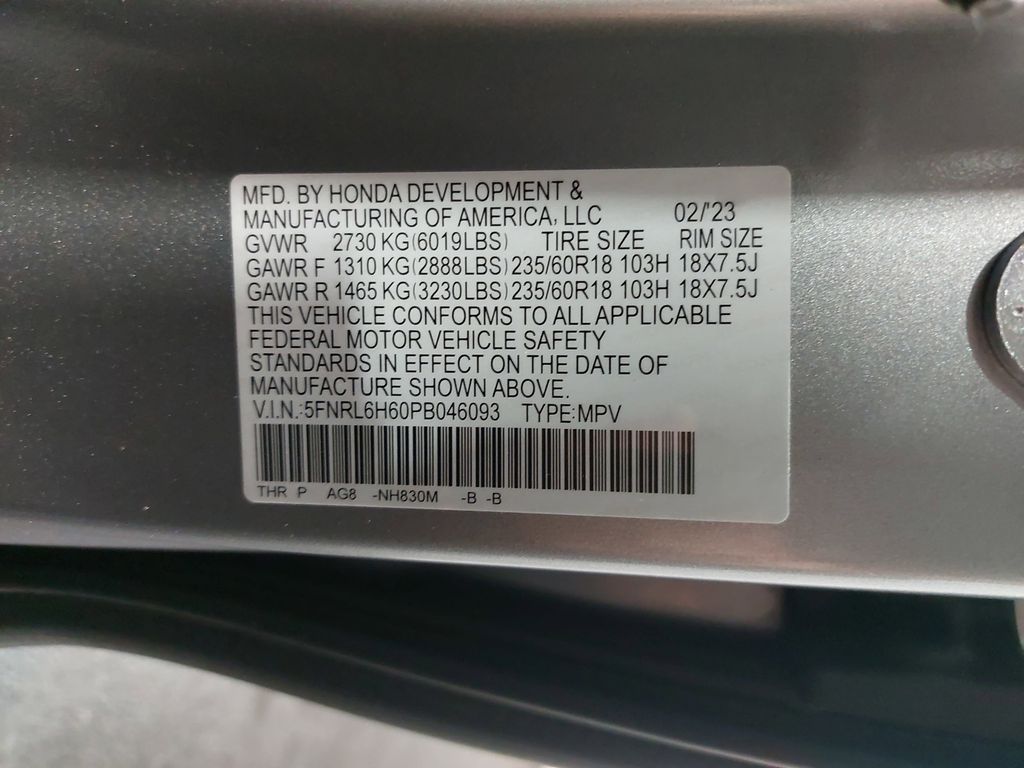 MFD. BY HONDA DEVELOPMENT &
MANUFACTURING OF AMERICA, LLC 02/'23
GVWR 2730 KG(6019LBS) TIRE SIZE RIM SIZE
GAWR F 1310 KG(2888LBS) 235/60R18 103H 18X7.5J
GAWR R 1465 KG(3230LBS) 235/60R18 103H 18X7.5J
THIS VEHICLE CONFORMS TO ALL APPLICABLE
FEDERAL MOTOR VEHICLE SAFETY
STANDARDS IN EFFECT ON THE DATE OF
MANUFACTURE SHOWN ABOVE.
V.I.N.:5FNRL6H60PB046093 TYPE:MPV
THR P AG8 -NH830M -B -B